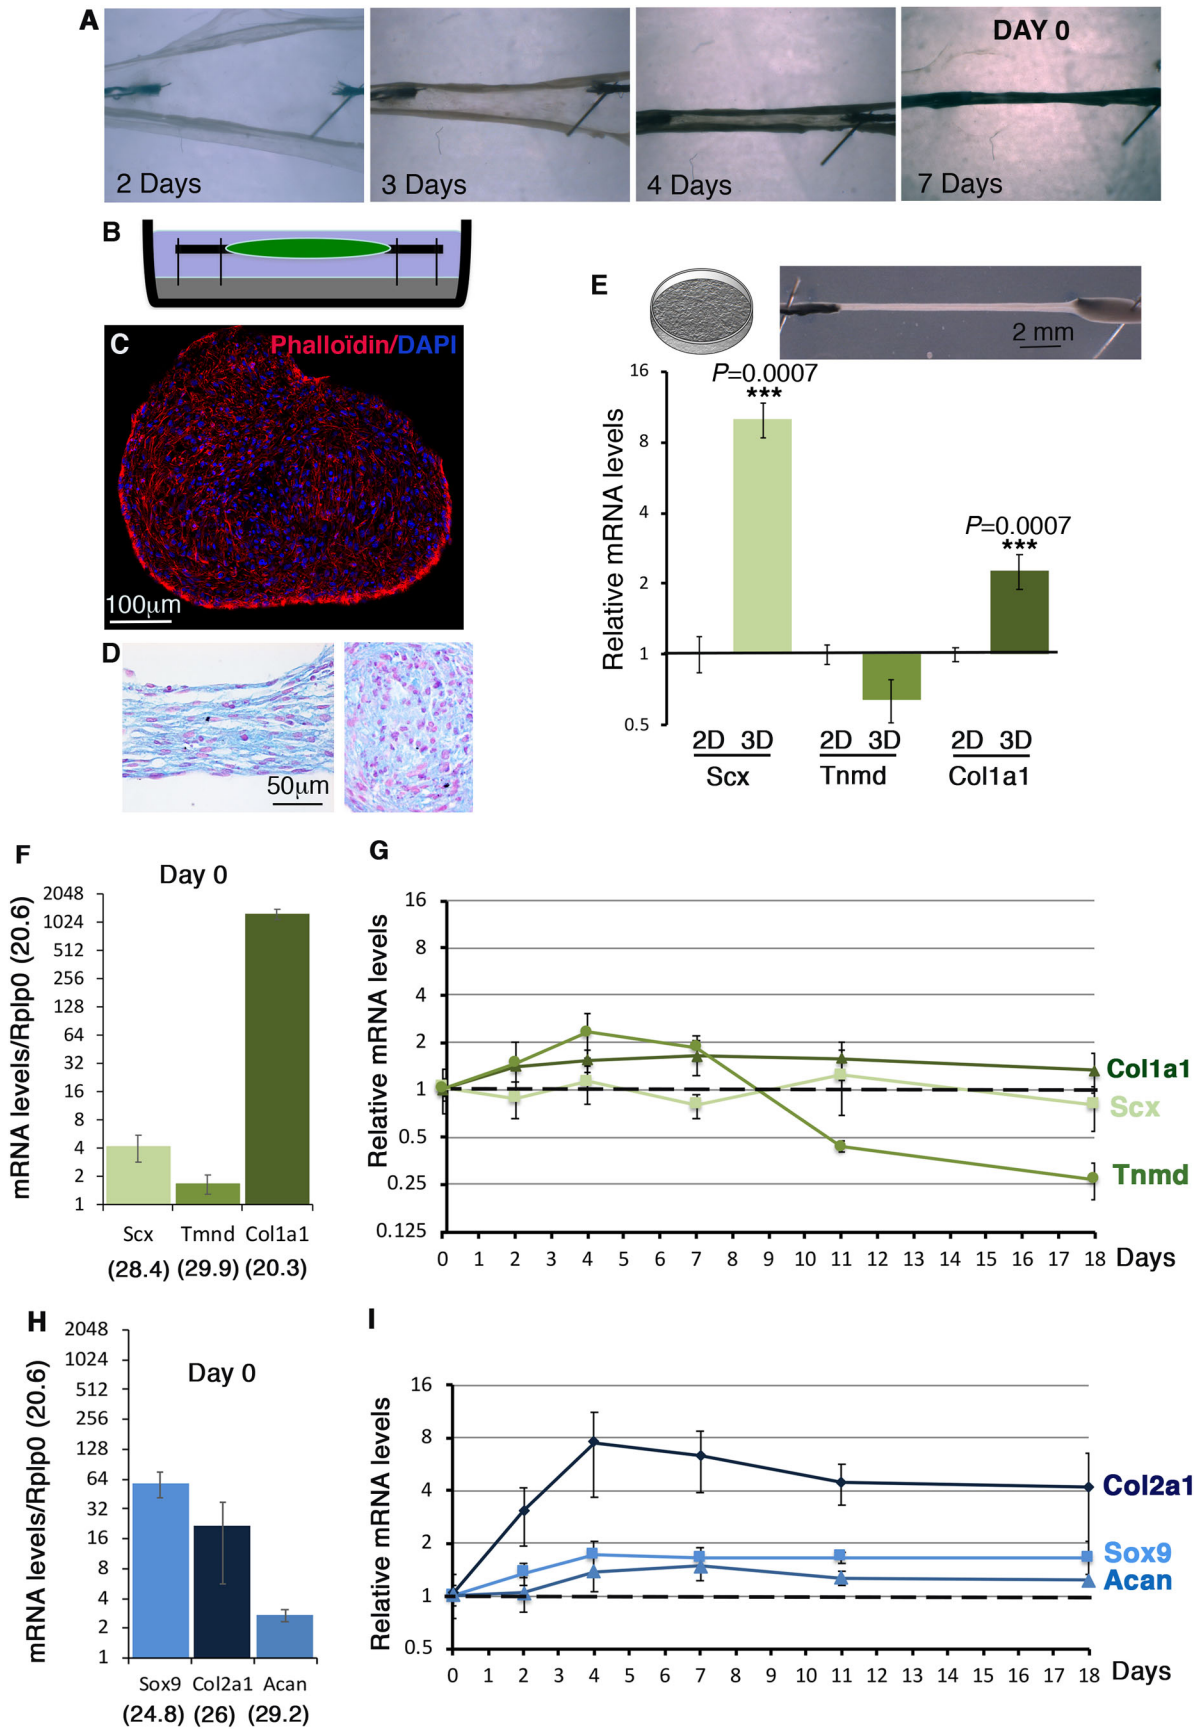 A
DAY 0
2 Days
3 Days
4 Days
7 Days
B
C
Phalloïdin/DAPI
100µm
D
50µm
E
2 mm
P=0.0007
***
P=0.0007
***
Relative mRNA levels
16
8
4
2
1
0.5
2D 3D 2D 3D 2D 3D
Scx Tnmd Col1a1
F
Day 0
mRNA levels/Rplp0 (20.6)
2048
1024
512
256
128
64
32
16
8
4
2
1
Scx Tmnd Col1a1
(28.4) (29.9) (20.3)
G
Relative mRNA levels
16
8
4
2
1
0.5
0.25
0.125
Col1a1
Scx
Tnmd
0 1 2 3 4 5 6 7 8 9 10 11 12 13 14 15 16 17 18 Days
H
Day 0
mRNA levels/Rplp0 (20.6)
2048
1024
512
256
128
64
32
16
8
4
2
1
Sox9 Col2a1 Acan
(24.8) (26) (29.2)
I
Relative mRNA levels
16
8
4
2
1
0.5
Col2a1
Sox9
Acan
0 1 2 3 4 5 6 7 8 9 10 11 12 13 14 15 16 17 18 Days